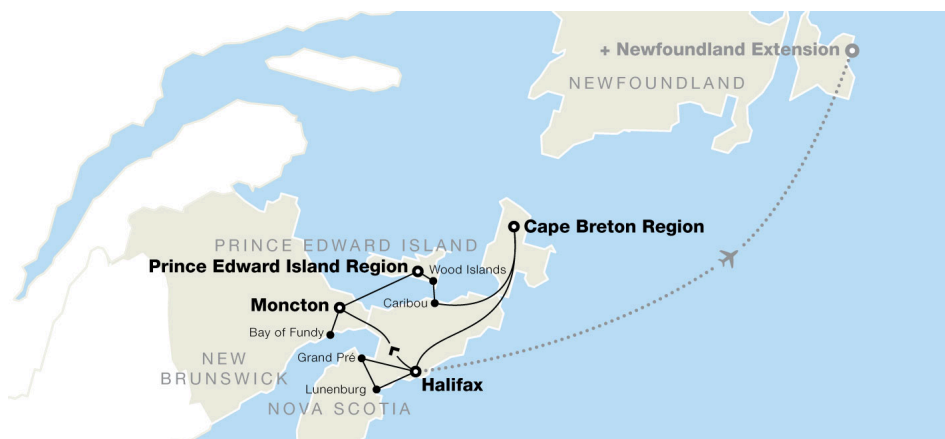 + Newfoundland Extension
NEWFOUNDLAND
Cape Breton Region
PRINCE EDWARD ISLAND
Prince Edward Island Region
Wood Islands
Moncton
Caribou
Bay of Fundy
Grand Pré
NEW
BRUNSWICK
Halifax
Lunenburg
NOVA SCOTIA